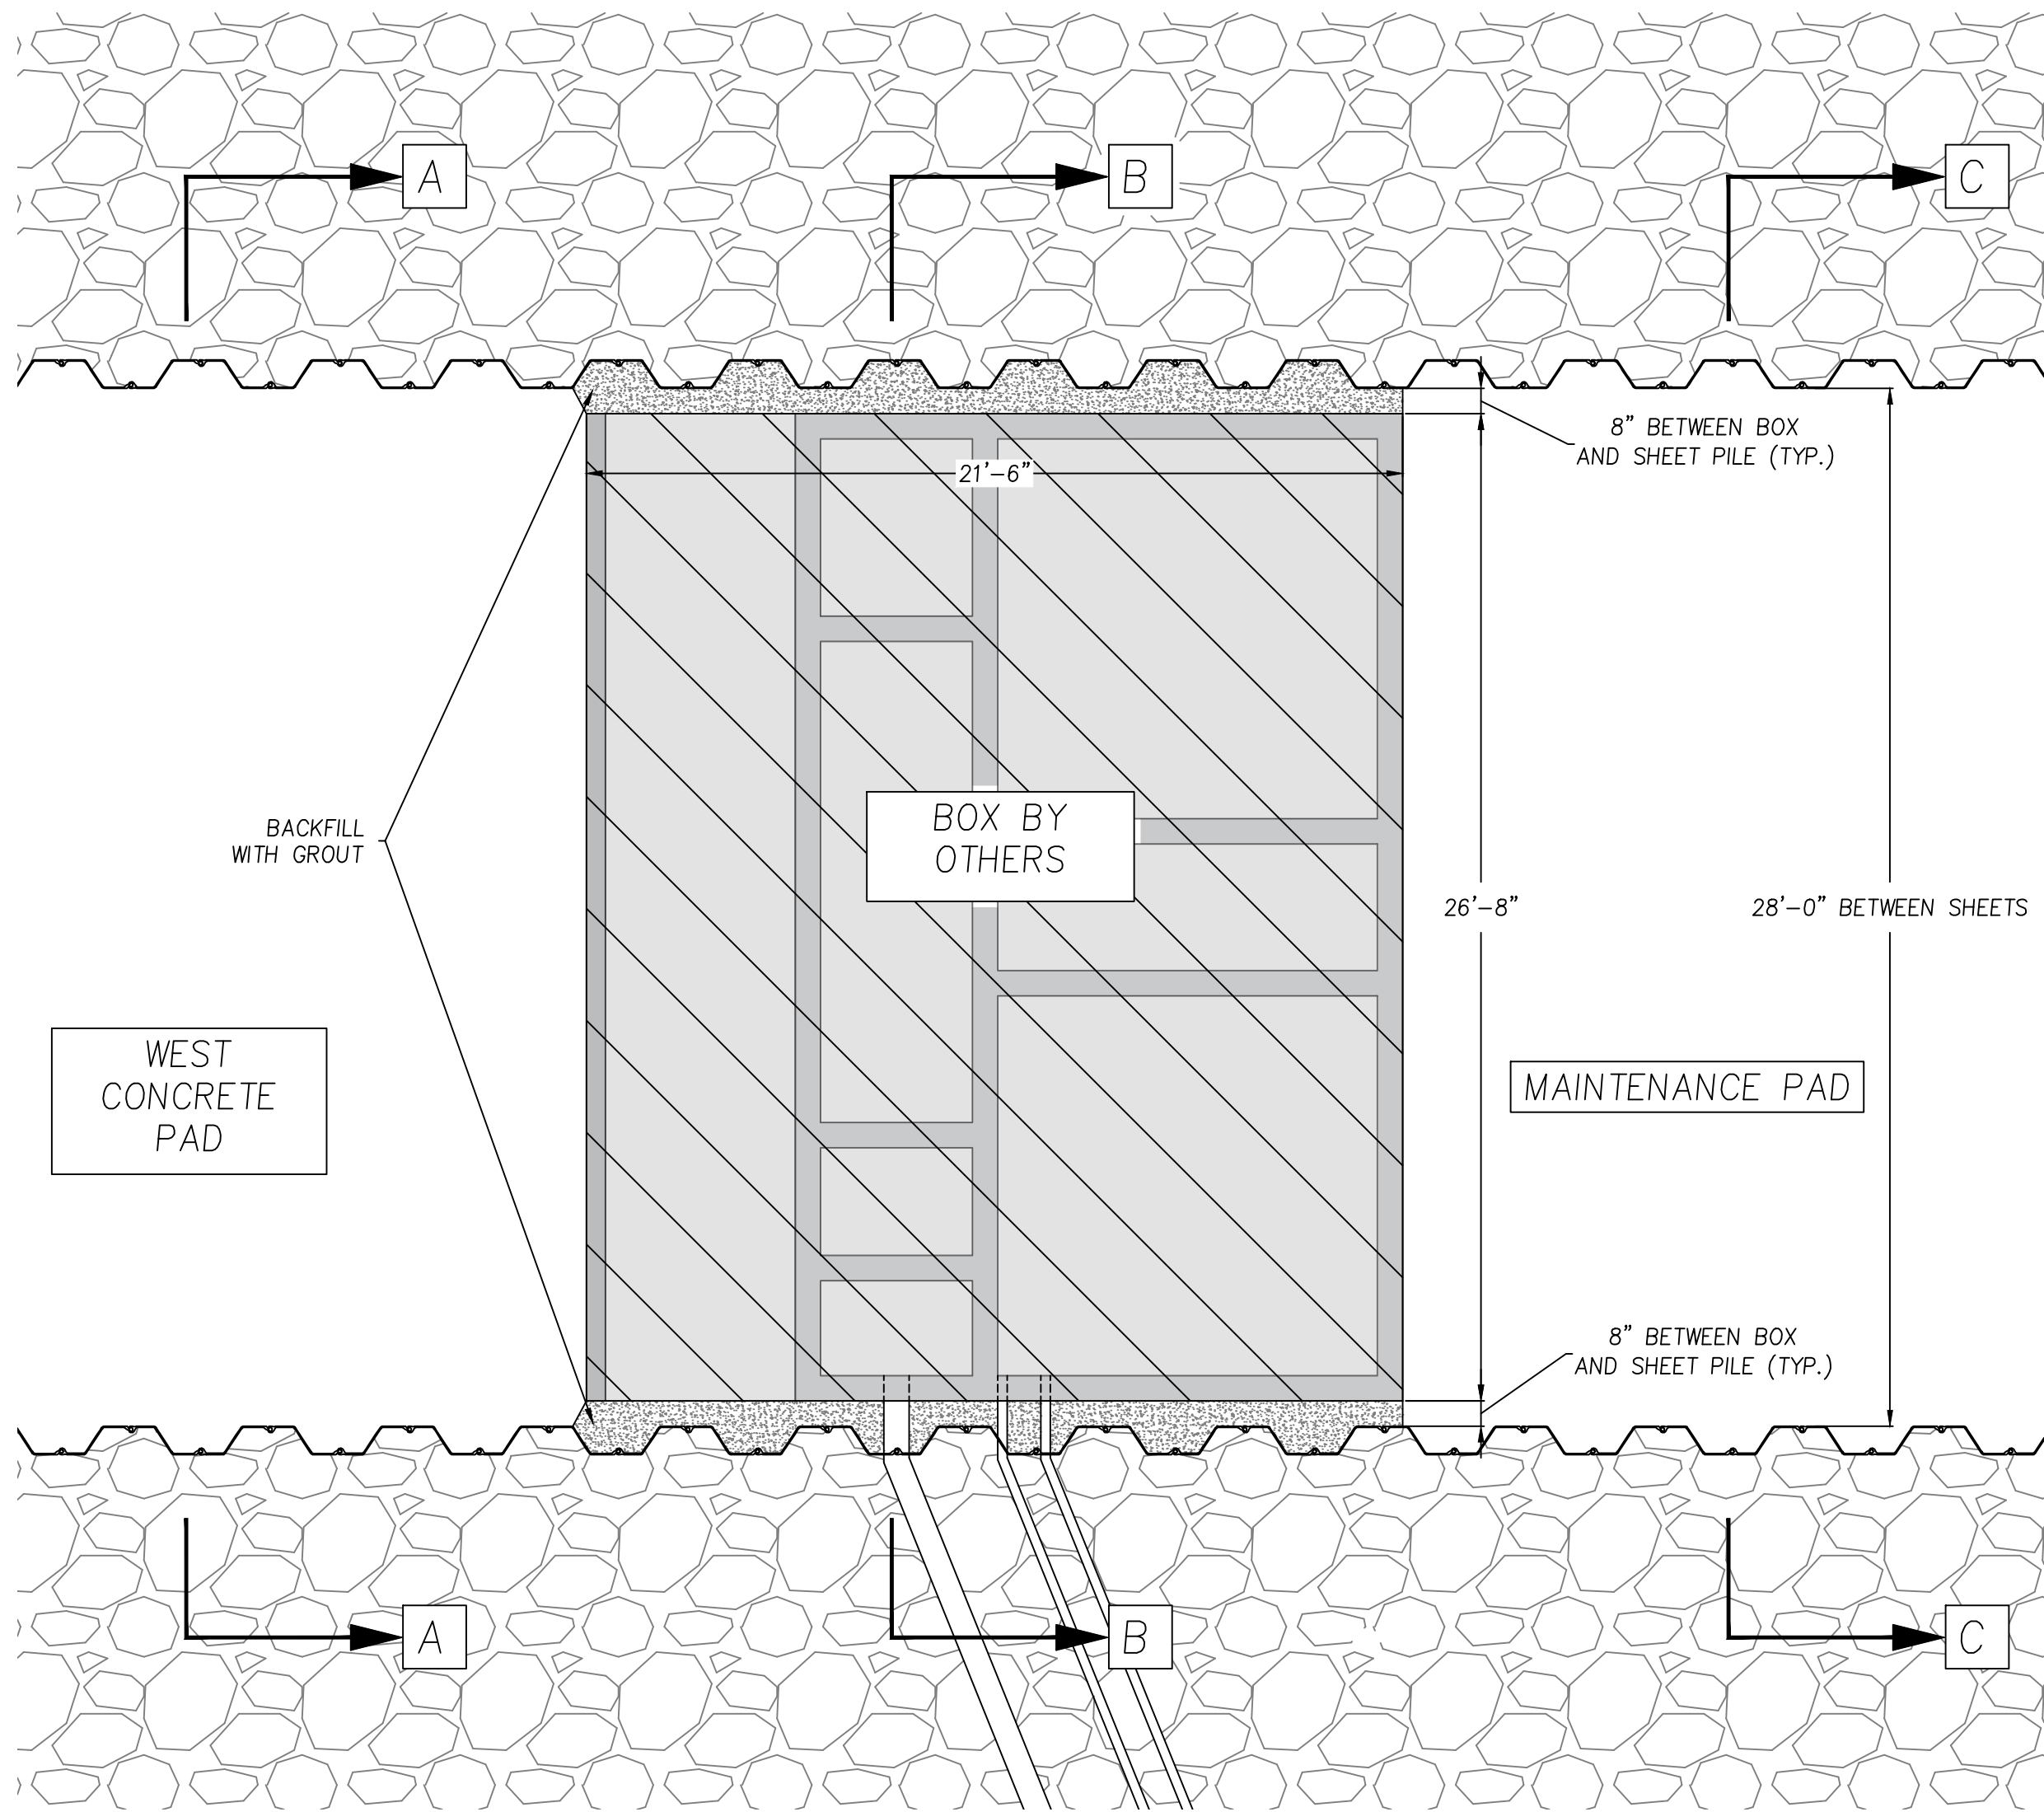 A
B
C
8” BETWEEN BOX
AND SHEET PILE (TYP.)
21’-6”
BACKFILL
WITH GROUT
BOX BY
OTHERS
26’-8”
28’-0” BETWEEN SHEETS
WEST
CONCRETE
PAD
MAINTENANCE PAD
8” BETWEEN BOX
AND SHEET PILE (TYP.)
A
B
C